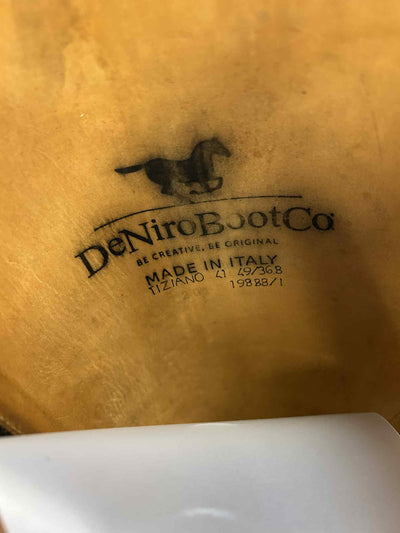 DeNiroBootCo
BE CREATIVE, BE ORIGINAL
MADE IN ITALY
TIZIANO 41 49/36.8
19888/1